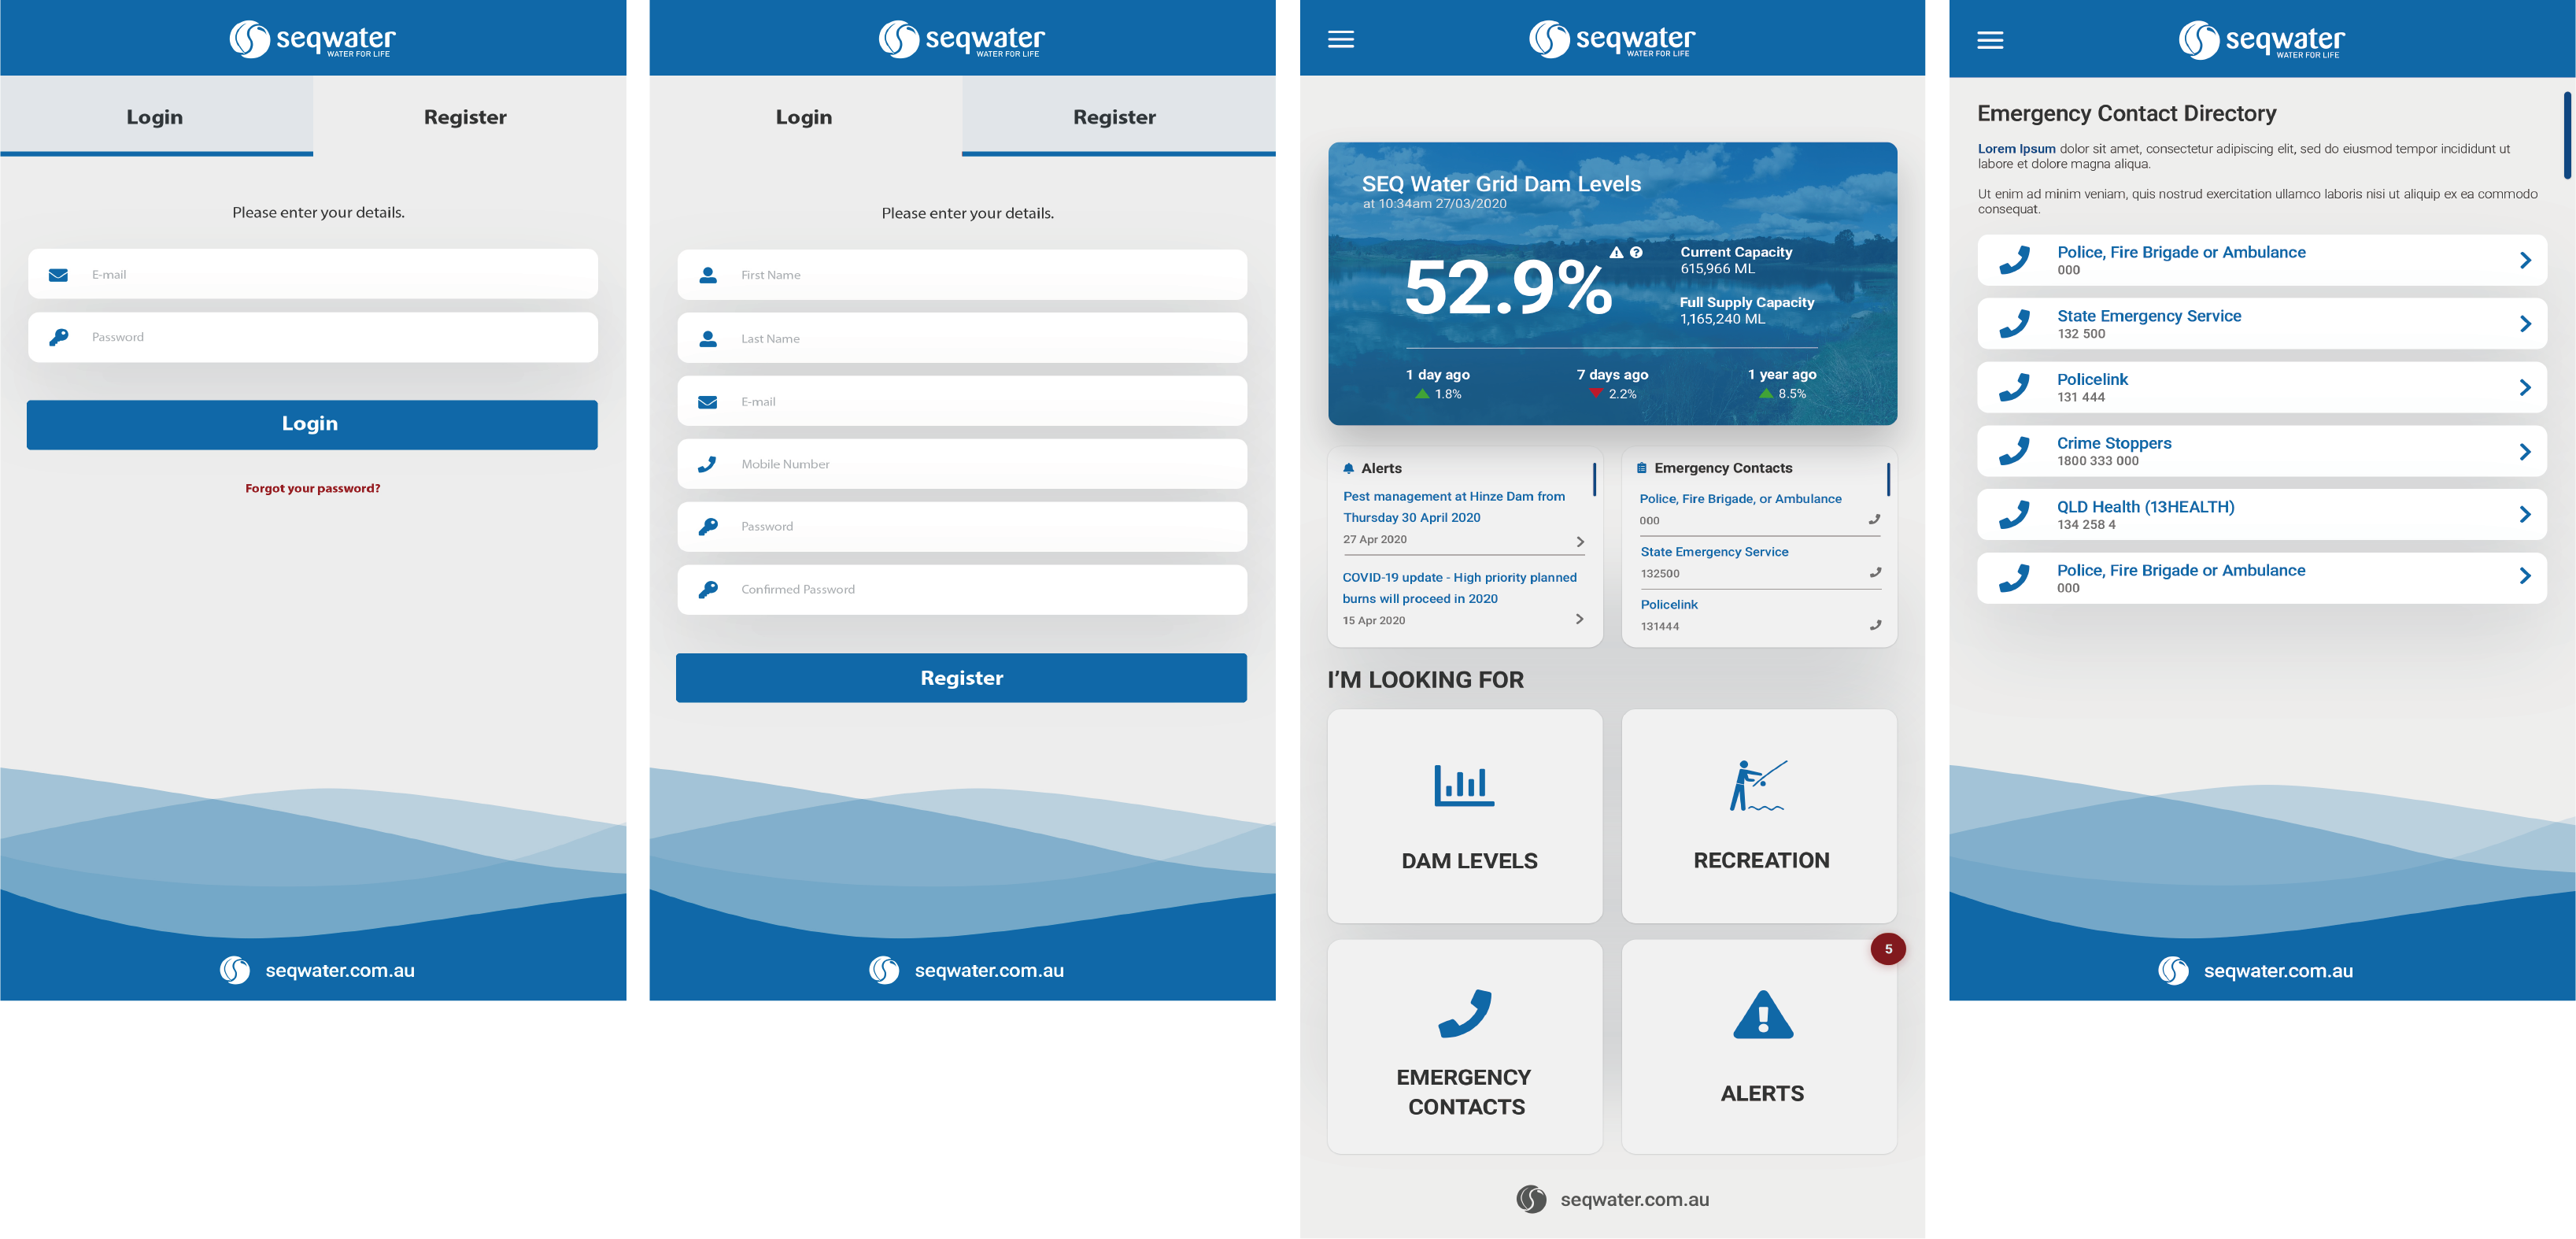 seqwater
WATER FOR LIFE
Login
Register
Please enter your details.
E-mail
Password
Login
Forgot your password?
seqwater.com.au
seqwater
WATER FOR LIFE
Login
Register
Please enter your details.
First Name
Last Name
E-mail
Mobile Number
Password
Confirmed Password
Register
seqwater.com.au
seqwater
WATER FOR LIFE
SEQ Water Grid Dam Levels
at 10:34am 27/03/2020
52.9%
Current Capacity
615,966 ML
Full Supply Capacity
1,165,240 ML
1 day ago
1.8%
7 days ago
2.2%
1 year ago
8.5%
Alerts
Pest management at Hinze Dam from
Thursday 30 April 2020
27 Apr 2020
COVID-19 update - High priority planned
burns will proceed in 2020
15 Apr 2020
Emergency Contacts
Police, Fire Brigade, or Ambulance
000
State Emergency Service
132500
Policelink
131444
I'M LOOKING FOR
DAM LEVELS
RECREATION
EMERGENCY
CONTACTS
5
ALERTS
seqwater.com.au
seqwater
WATER FOR LIFE
Emergency Contact Directory
Lorem Ipsum dolor sit amet, consectetur adipiscing elit, sed do eiusmod tempor incididunt ut
labore et dolore magna aliqua.
Ut enim ad minim veniam, quis nostrud exercitation ullamco laboris nisi ut aliquip ex ea commodo
consequat.
Police, Fire Brigade or Ambulance
000
State Emergency Service
132 500
Policelink
131 444
Crime Stoppers
1800 333 000
QLD Health (13HEALTH)
134 258 4
Police, Fire Brigade or Ambulance
000
seqwater.com.au